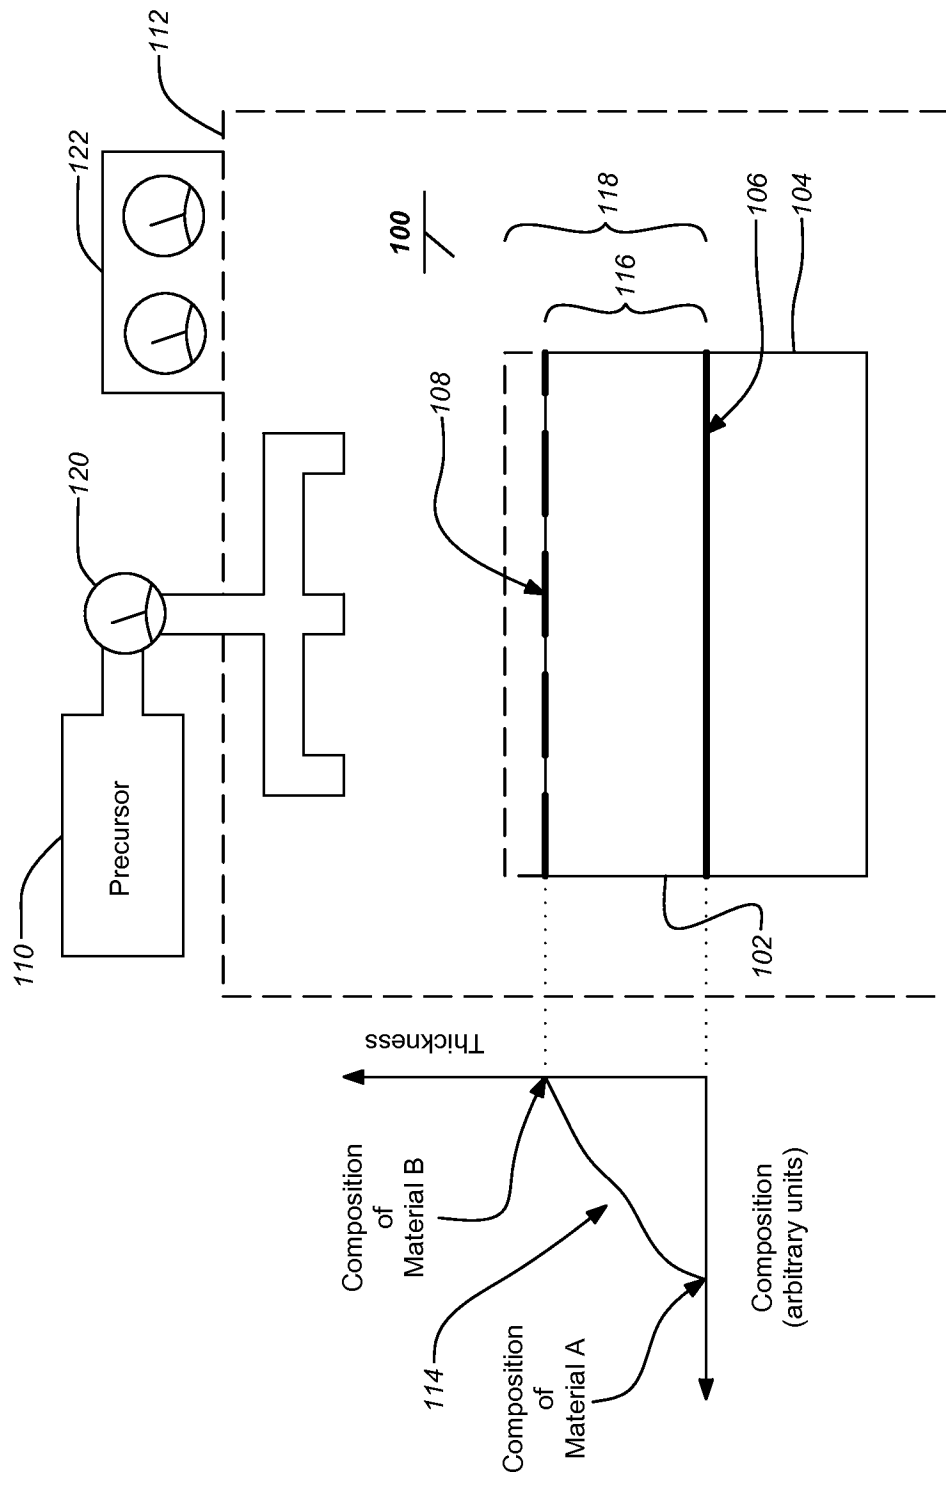 110
Precursor
120
122
112
100
108
118
116
106
104
102
Thickness
Composition
of
Material B
114
Composition
of
Material A
Composition
(arbitrary units)